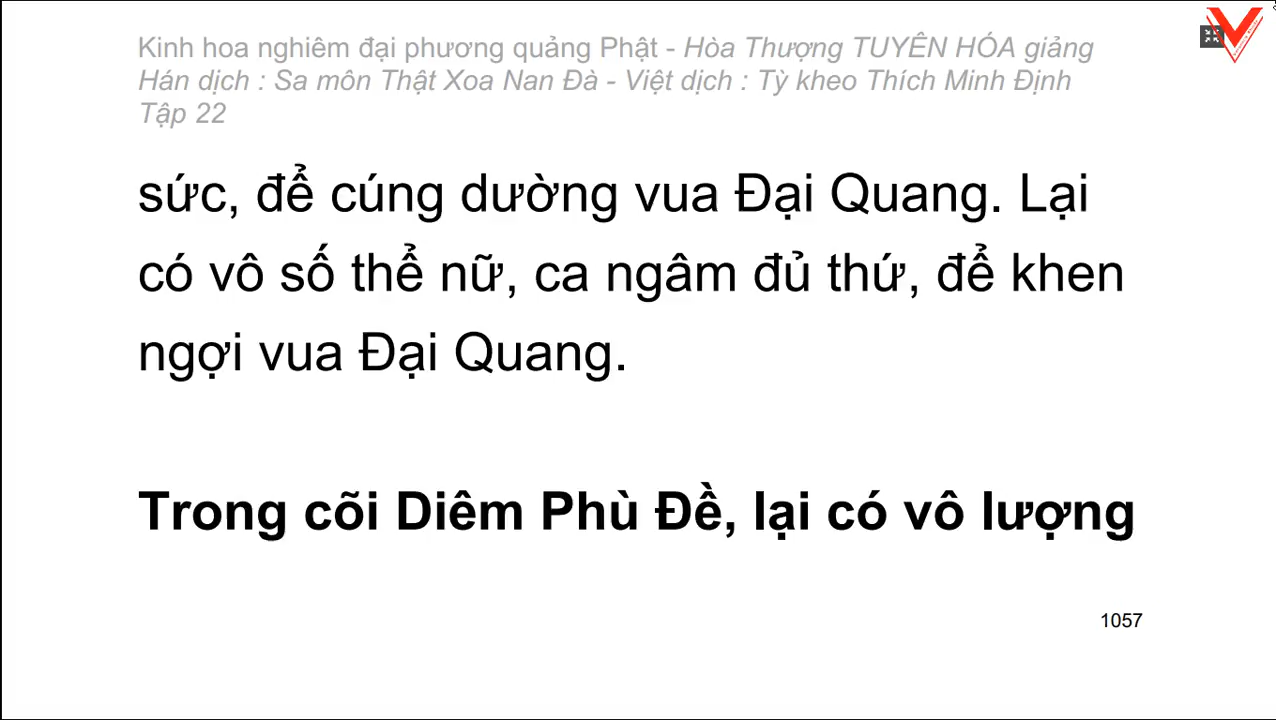 Kinh hoa nghiêm đại phương quảng Phật - Hòa Thượng TUYÊN HÓA giảng
Hán dịch : Sa môn Thật Xoa Nan Đà - Việt dịch : Tỳ kheo Thích Minh Định
Tập 22
sức, để cúng dường vua Đại Quang. Lại
có vô số thể nữ, ca ngâm đủ thứ, để khen
ngợi vua Đại Quang.
Trong cõi Diêm Phù Đề, lại có vô lượng
1057